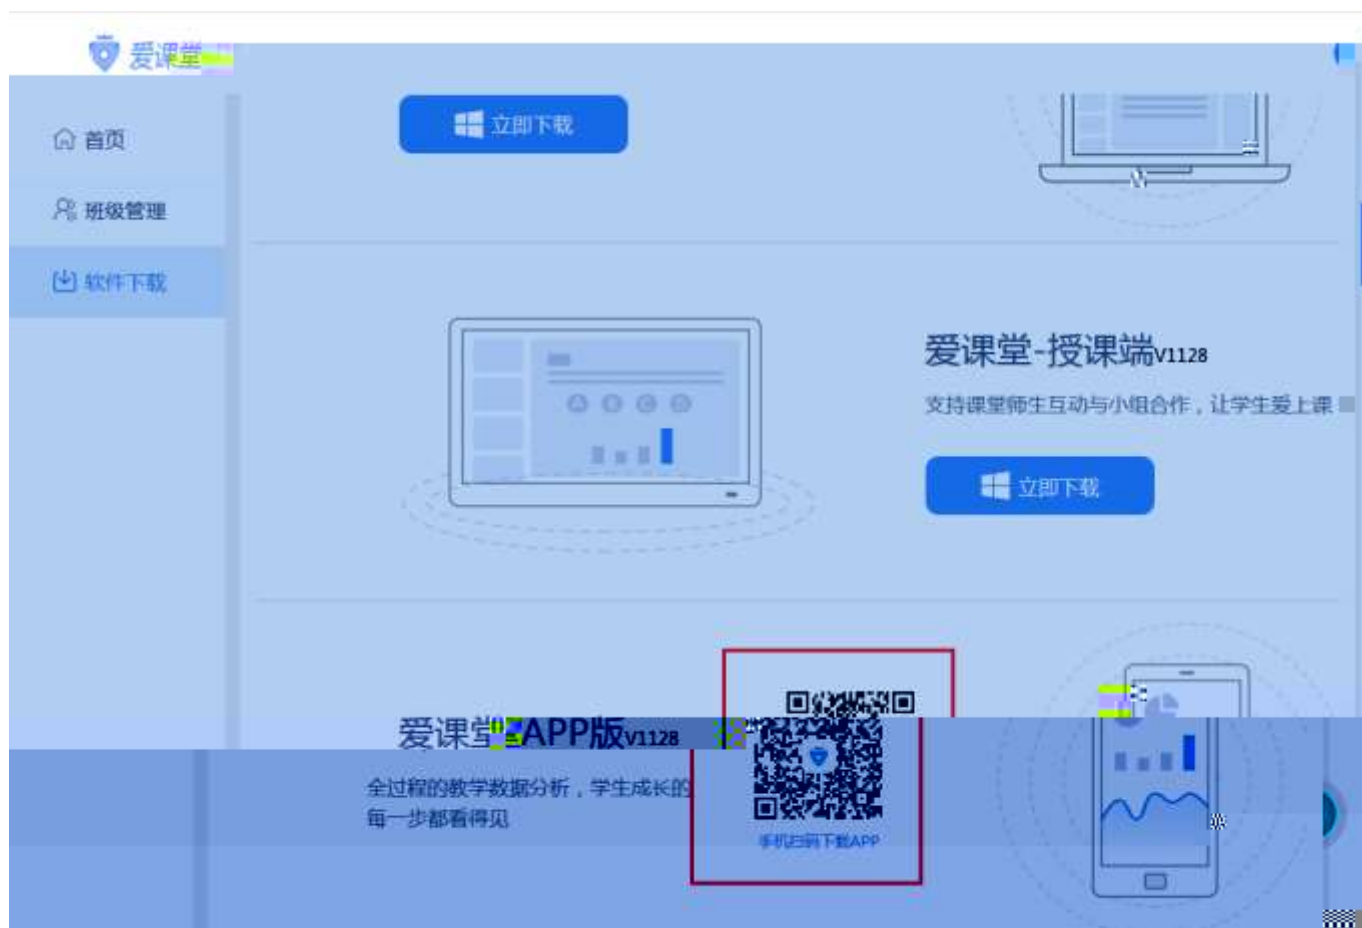 爱课堂
首页
班级管理
软件下载
立即下载
爱课堂-授课端V1128
支持课堂师生互动与小组合作，让学生爱上课
A B C D
立即下载
爱课堂-APP版V1128
全过程的教学数据分析，学生成长的
每一步都看得见
手机扫码下载APP